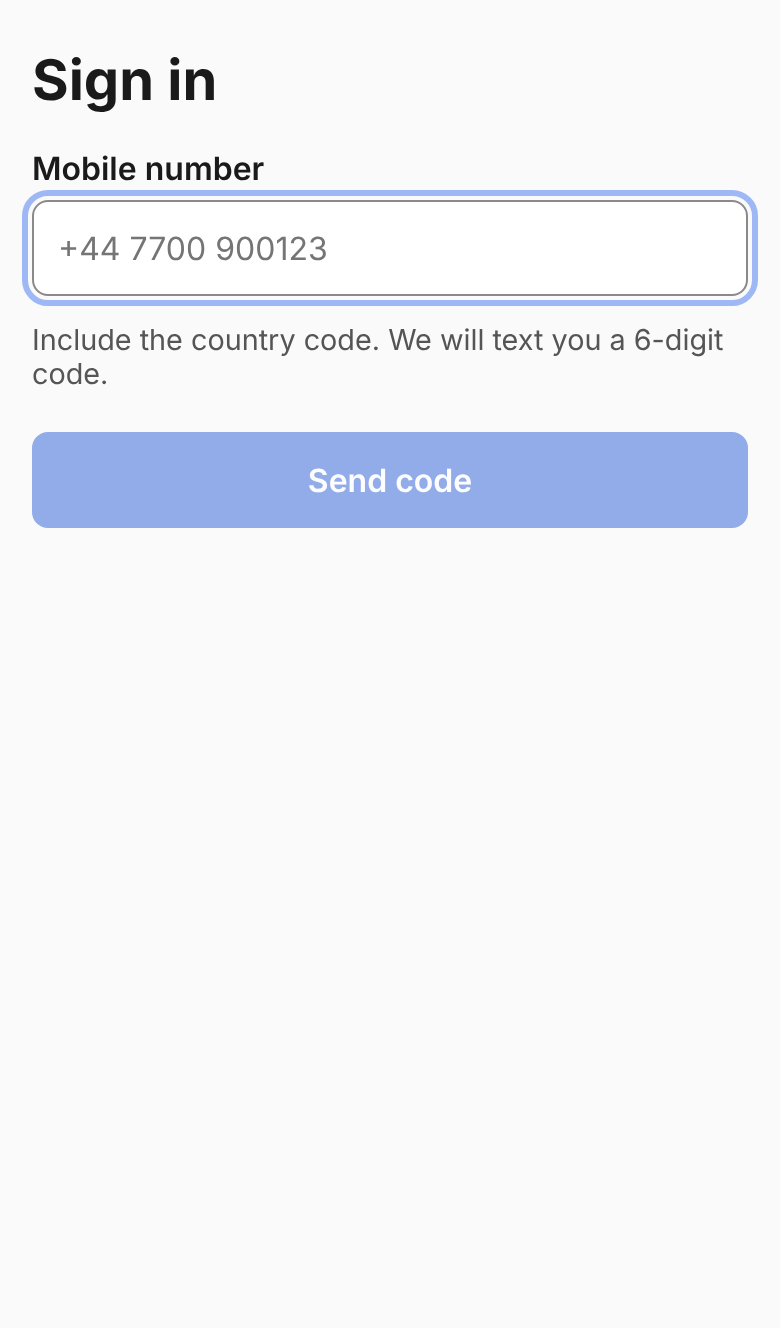 Sign in
Mobile number
+44 7700 900123
Include the country code. We will text you a 6-digit
code.
Send code